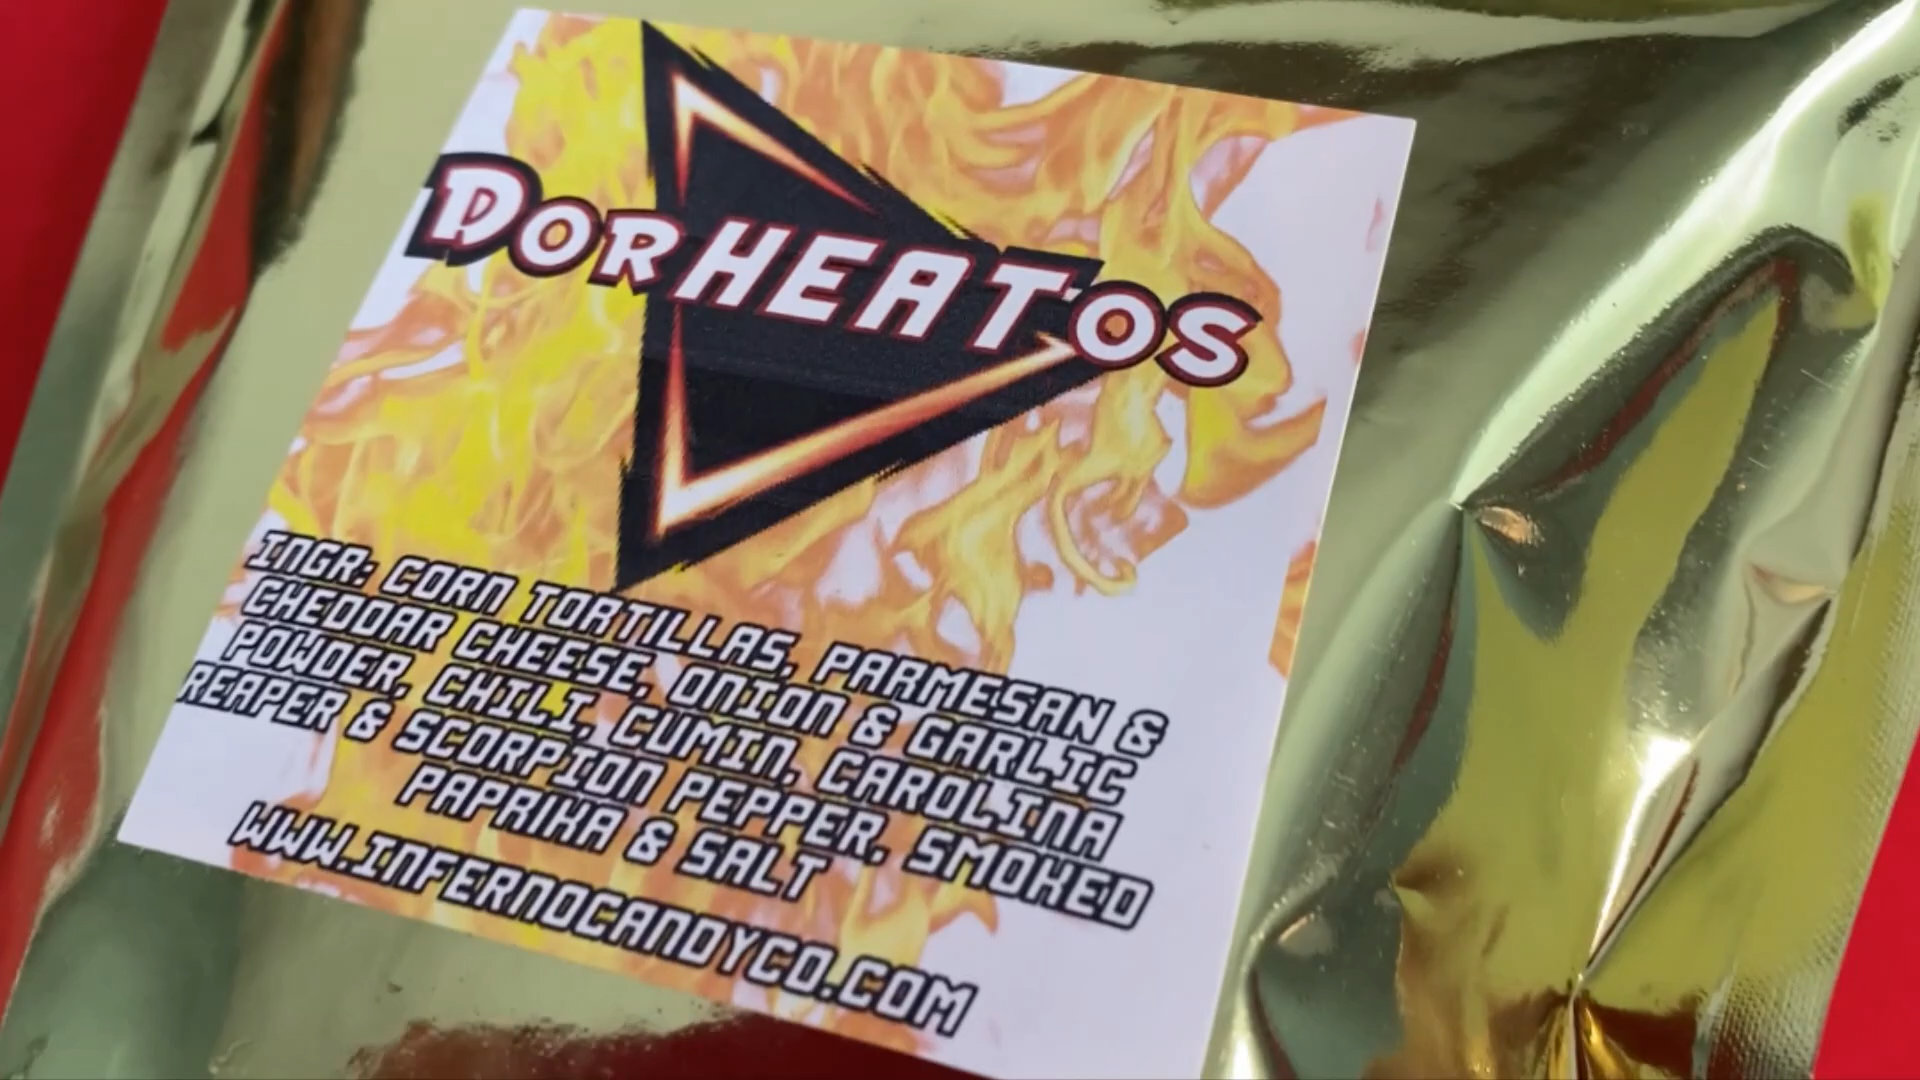 DORHEATOS
INGR: CORN TORTILLAS, PARMESAN &
CHEDDAR CHEESE, ONION & GARLIC
POWDER, CHILI, CUMIN, CAROLINA
REAPER & SCORPION PEPPER, SMOKED
PAPRIKA & SALT
WWW.INFERNOCANDYCO.COM